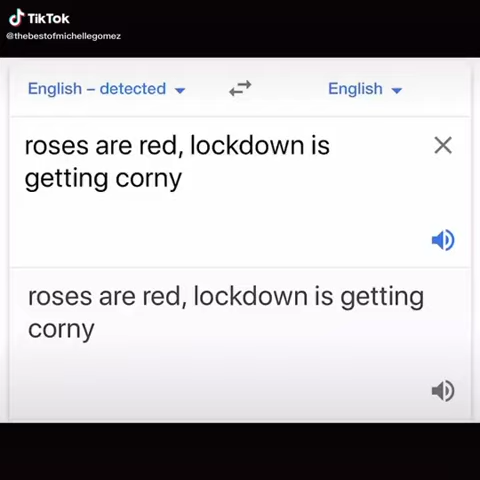 TikTok
@thebestofmichellegomez
English – detected
English
roses are red, lockdown is
getting corny
roses are red, lockdown is getting
corny